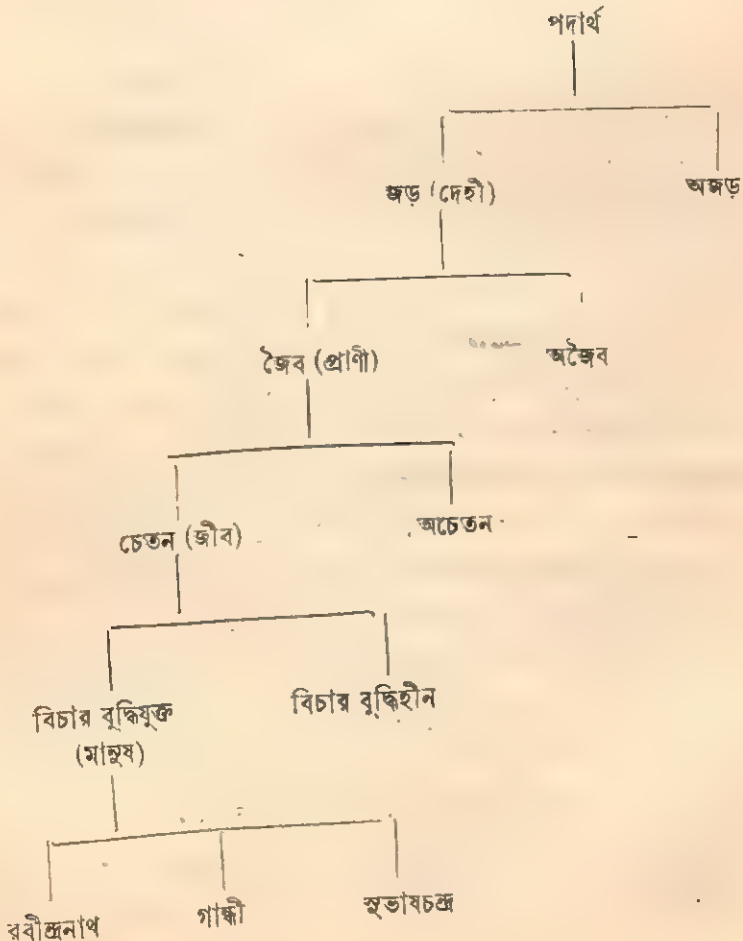 পদার্থ
জড় (দেহী) অজড়
জৈব (প্রাণী) অজৈব
চেতন (জীব) অচেতন
বিচার বুদ্ধিযুক্ত বিচার বুদ্ধিহীন
(মানুষ)
রবীন্দ্রনাথ গান্ধী সুভাষচন্দ্র